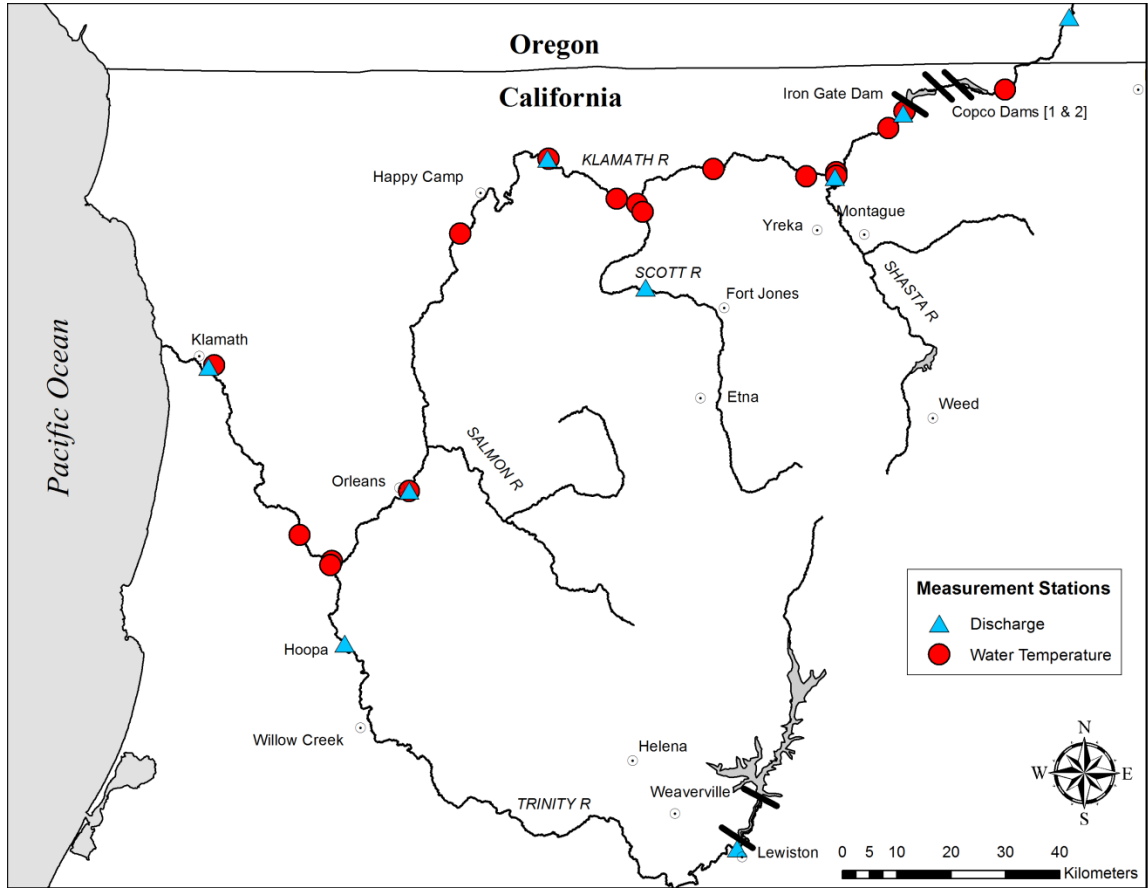 Oregon
California
Iron Gate Dam
Copco Dams [1 & 2]
KLAMATH R
Happy Camp
Yreka
Montague
SCOTT R
SHASTA R
Fort Jones
Klamath
Pacific Ocean
Etna
Weed
Orleans
SALMON R
Measurement Stations
Discharge
Water Temperature
Hoopa
Willow Creek
Helena
Weaverville
TRINITY R
Lewiston
N
W E
S
0 5 10 20 30 40
Kilometers